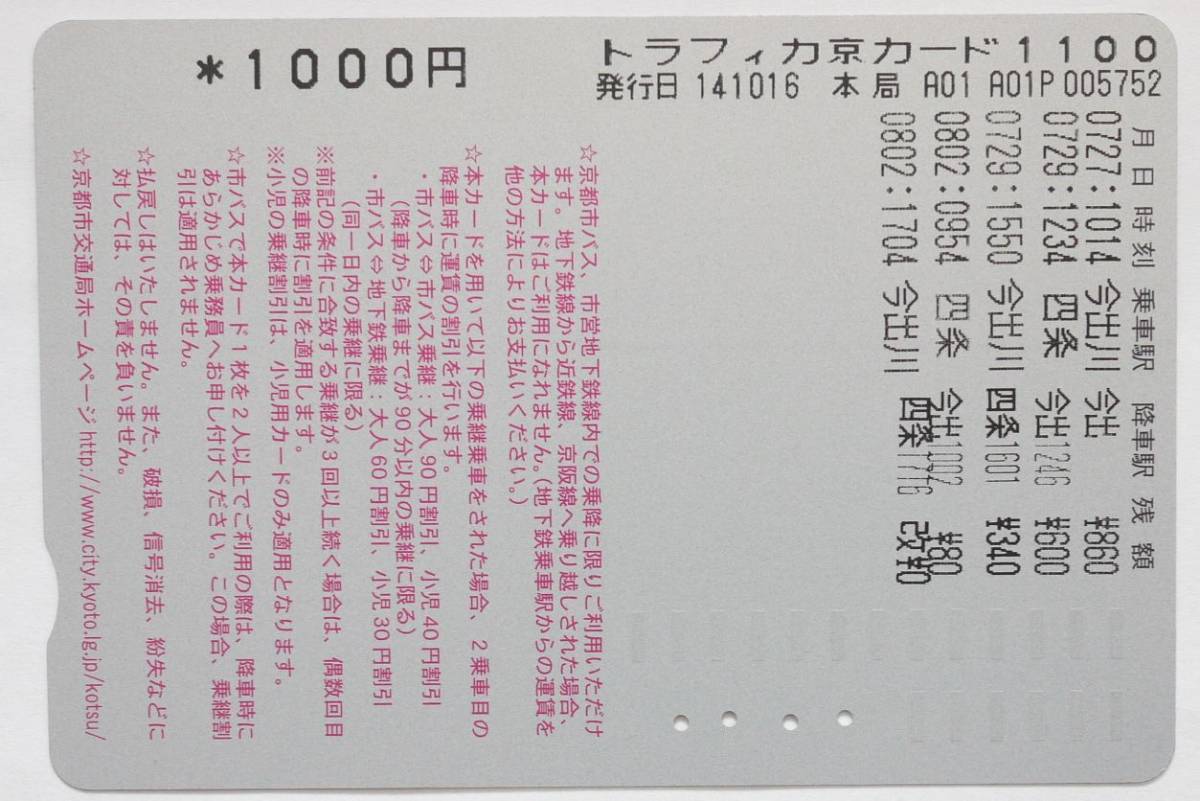 *1000円
トラフィカ京カード1100
発行日 141016 本局 A01 A01P 005752
月日 時刻 乗車駅 降車駅 残額
0727:1014 今出川 今出 ¥860
0729:1234 四条 今出1246 ¥600
0729:1550 今出川 四条1601 ¥340
0802:0954 四条 今出1002 ¥80
0802:1704 今出川 四条1716 改¥0
☆京都市バス、市営地下鉄線内での乗降に限りご利用いただけ
ます。地下鉄線から近鉄線、京阪線へ乗り越しされた場合、
本カードはご利用になれません。(地下鉄乗車駅からの運賃を
他の方法によりお支払いください。)
☆本カードを用いて以下の乗継乗車をされた場合、2乗車目の
降車時に運賃の割引を行います。
・市バス⇔市バス乗継:大人90円割引、小児40円割引
(降車から降車までが90分以内の乗継に限る)
・市バス⇔地下鉄乗継:大人60円割引、小児30円割引
(同一日内の乗継に限る)
※前記の条件に合致する乗継が3回以上続く場合は、偶数回目
の降車時に割引を適用します。
※小児の乗継割引は、小児用カードのみ適用となります。
☆市バスで本カード1枚を2人以上でご利用の際は、降車時に
あらかじめ乗務員へお申し付けください。この場合、乗継割
引は適用されません。
☆払戻しはいたしません。また、破損、信号消去、紛失などに
対しては、その責を負いません。
☆京都市交通局ホームページ http://www.city.kyoto.lg.jp/kotsu/